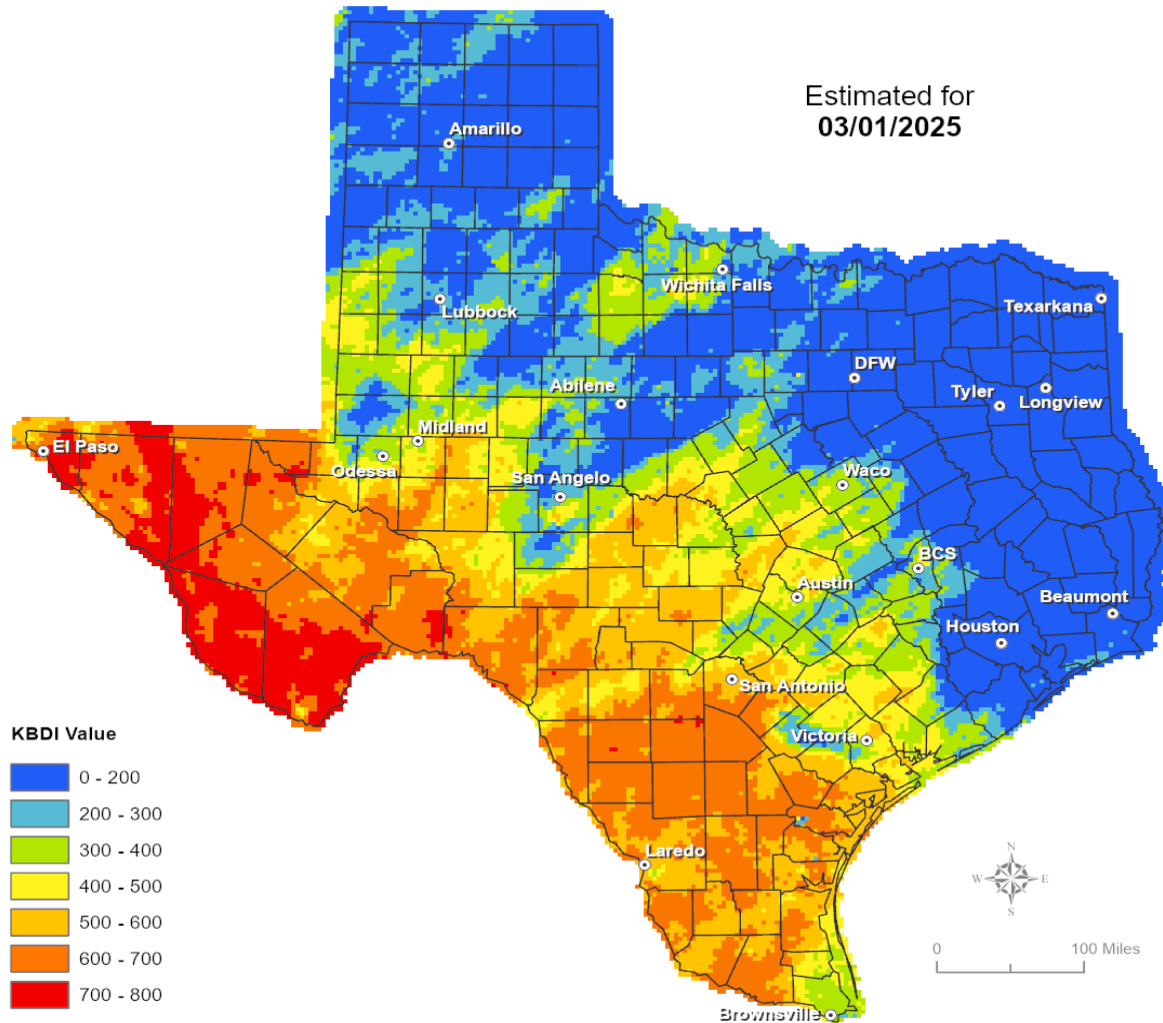 Estimated for
03/01/2025
Amarillo
Wichita Falls
Lubbock
Texarkana
DFW
Abilene
Tyler
Longview
El Paso
Midland
Odessa
San Angelo
Waco
BCS
Austin
Beaumont
Houston
San Antonio
Victoria
Laredo
Brownsville
KBDI Value
0 - 200
200 - 300
300 - 400
400 - 500
500 - 600
600 - 700
700 - 800
N
W E
S
0 100 Miles